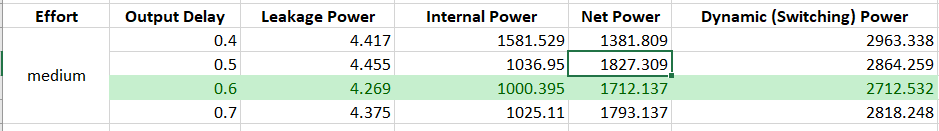 Effort Output Delay Leakage Power Internal Power Net Power Dynamic (Switching) Power
0.4 4.417 1581.529 1381.809 2963.338
0.5 4.455 1036.95 1827.309 2864.259
medium
0.6 4.269 1000.395 1712.137 2712.532
0.7 4.375 1025.11 1793.137 2818.248